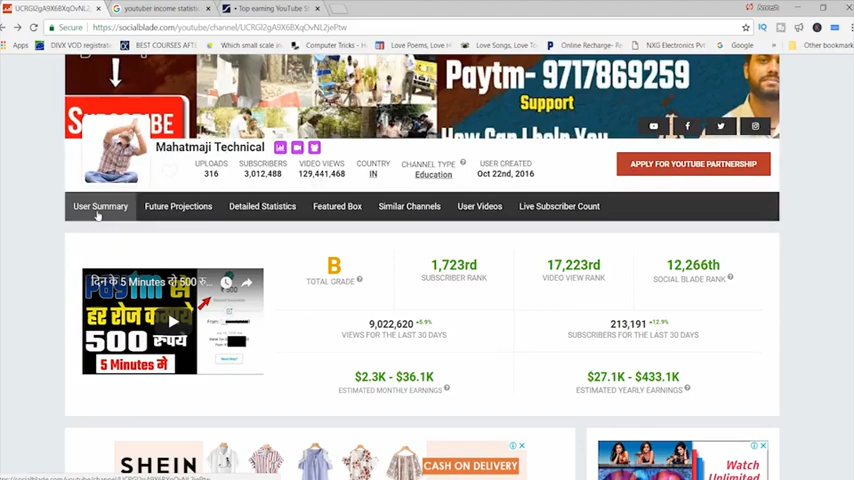 UCRGl2gA9X6BXqOvNL2
youtuber income statist
Top earning YouTube S
Secure
https://socialblade.com/youtube/channel/UCRGl2gA9X6BXqOvNL2jePtw
Apps
DIVX VOD registrat
BEST COURSES AFT
Which small scale m
Computer Tricks - H
Love Poems, I Love H
Love Songs, I Love To
Online Recharge- Re
NXG Electronics Pvt
Google
Other bookmark
SUBSCRIBE
Paytm- 9717869259
Support
How Can I help You
Mahatmaji Technical
UPLOADS
316
SUBSCRIBERS
3,012,488
VIDEO VIEWS
129,441,468
COUNTRY
IN
CHANNEL TYPE
Education
USER CREATED
Oct 22nd, 2016
APPLY FOR YOUTUBE PARTNERSHIP
User Summary
Future Projections
Detailed Statistics
Featured Box
Similar Channels
User Videos
Live Subscriber Count
दिन के 5 Minutes दो 500 रु...
Paytm से
हर रोज कमाये
500 रुपये
5 Minutes मे
B
TOTAL GRADE
1,723rd
SUBSCRIBER RANK
17,223rd
VIDEO VIEW RANK
12,266th
SOCIAL BLADE RANK
9,022,620 +5.9%
VIEWS FOR THE LAST 30 DAYS
213,191 +12.9%
SUBSCRIBERS FOR THE LAST 30 DAYS
$2.3K - $36.1K
ESTIMATED MONTHLY EARNINGS
$27.1K - $433.1K
ESTIMATED YEARLY EARNINGS
SHEIN
CASH ON DELIVERY
Watch
Unlimited